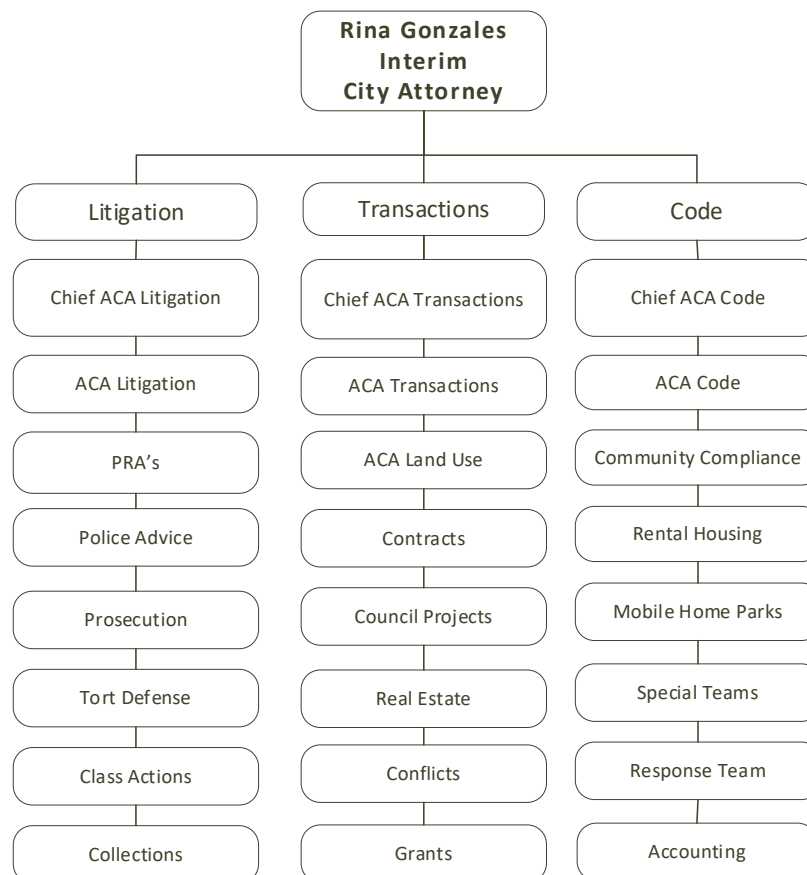 Rina Gonzales
Interim
City Attorney
Litigation
Transactions
Code
Chief ACA Litigation
Chief ACA Transactions
Chief ACA Code
ACA Litigation
ACA Transactions
ACA Code
PRA's
ACA Land Use
Community Compliance
Police Advice
Contracts
Rental Housing
Prosecution
Council Projects
Mobile Home Parks
Tort Defense
Real Estate
Special Teams
Class Actions
Conflicts
Response Team
Collections
Grants
Accounting